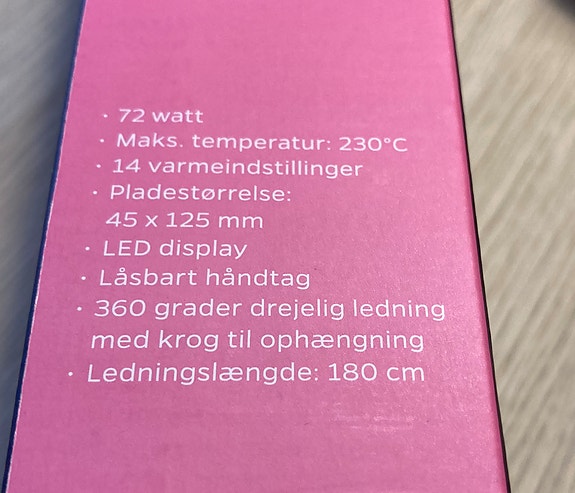 · 72 watt
· Maks. temperatur: 230°C
· 14 varmeindstillinger
· Pladestørrelse:
45 x 125 mm
· LED display
· Låsbart håndtag
· 360 grader drejelig ledning
med krog til ophængning
· Ledningslængde: 180 cm